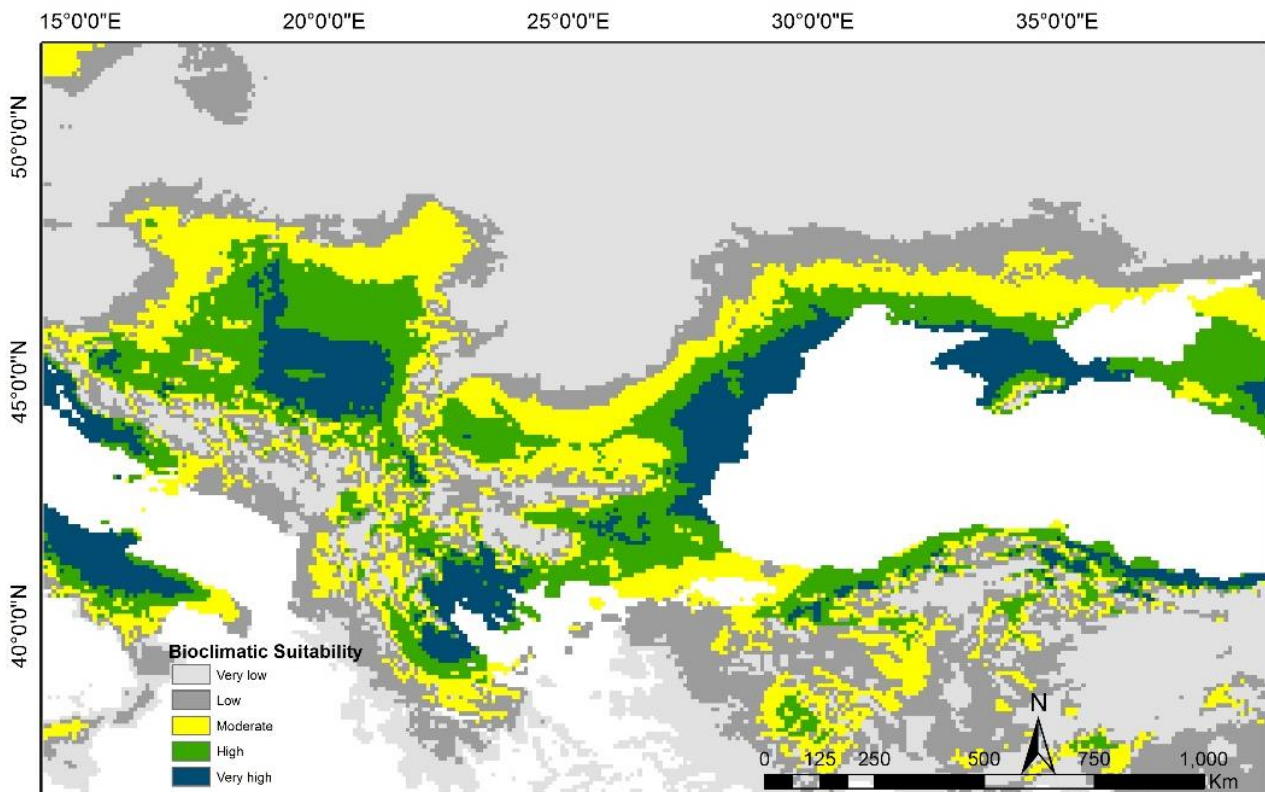 15°0'0"E 20°0'0"E 25°0'0"E 30°0'0"E 35°0'0"E
50°0'0"N
45°0'0"N
40°0'0"N
Bioclimatic Suitability
Very low
Low
Moderate
High
Very high
N
0 125 250 500 750 1,000
Km